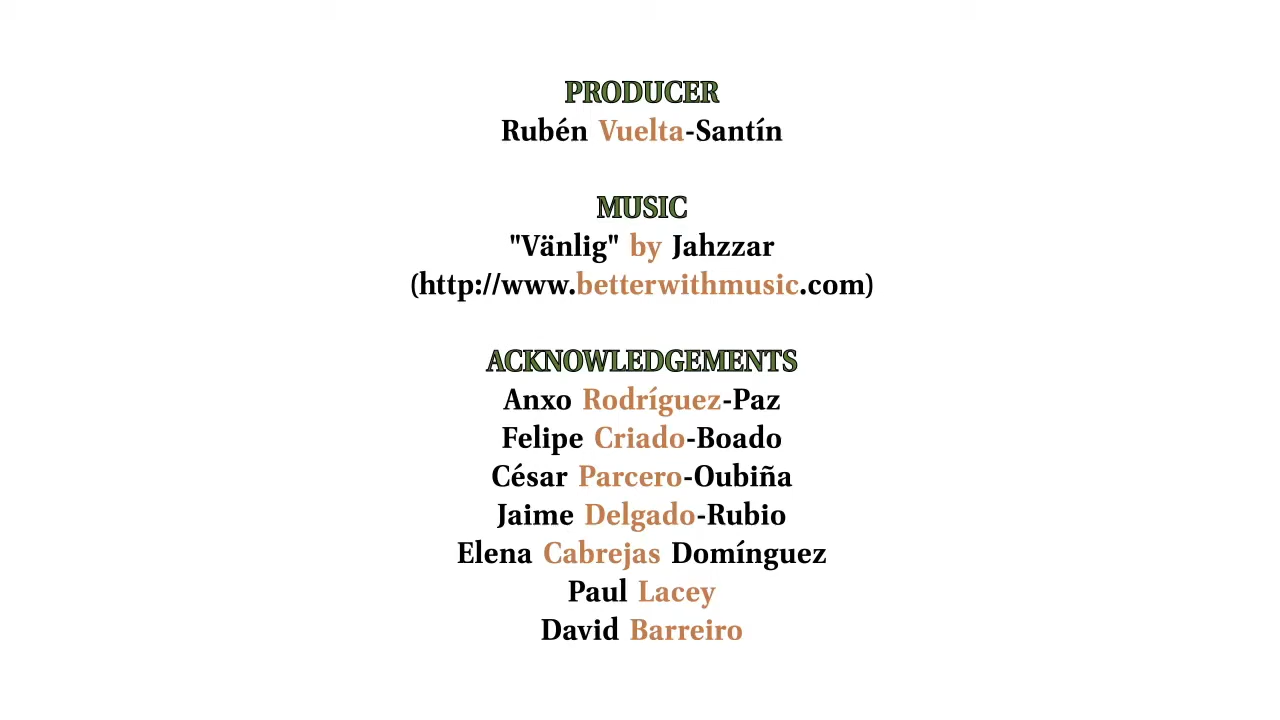 PRODUCER
Rubén Vuelta-Santín
MUSIC
"Vänlig" by Jahzzar
(http://www.betterwithmusic.com)
ACKNOWLEDGEMENTS
Anxo Rodríguez-Paz
Felipe Criado-Boado
César Parcero-Oubiña
Jaime Delgado-Rubio
Elena Cabrejas Domínguez
Paul Lacey
David Barreiro